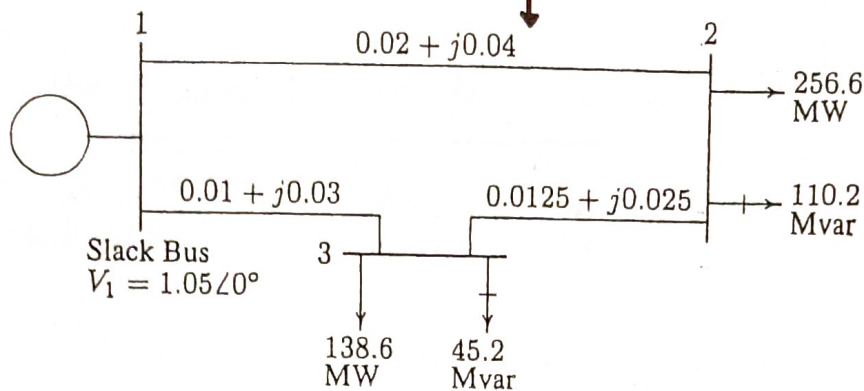 1
0.02 + j0.04
2
256.6
MW
0.01 + j0.03
0.0125 + j0.025
110.2
Mvar
Slack Bus
V₁ = 1.05∠0°
3
138.6
MW
45.2
Mvar